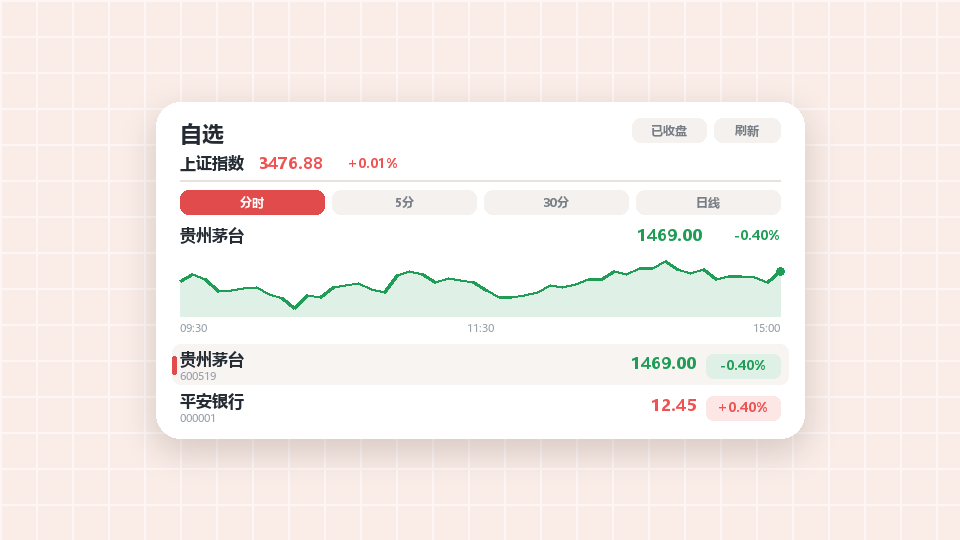 自选
已收盘 刷新
上证指数 3476.88 +0.01%
分时 5分 30分 日线
贵州茅台 1469.00 -0.40%
09:30 11:30 15:00
贵州茅台 1469.00 -0.40%
600519
平安银行 12.45 +0.40%
000001